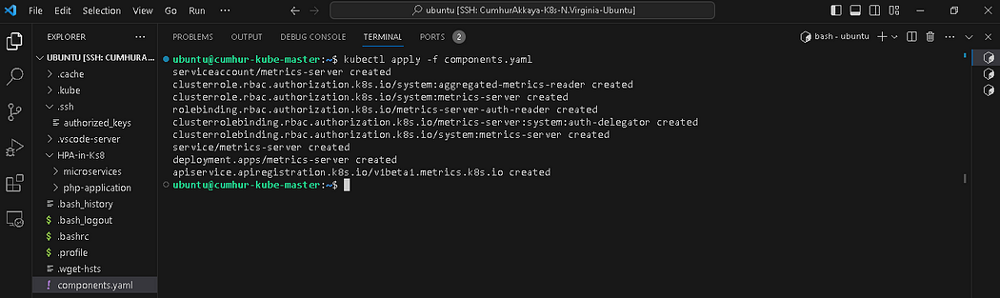 File Edit Selection View Go Run ... ubuntu [SSH: CumhurAkkaya-K8s-N.Virginia-Ubuntu]
EXPLORER ... PROBLEMS OUTPUT DEBUG CONSOLE TERMINAL PORTS 2 bash - ubuntu
UBUNTU [SSH: CUMHURA...
.cache
.kube
.ssh
authorized_keys
.vscode-server
HPA-in-Ks8
microservices
php-application
.bash_history
$ .bash_logout
$ .bashrc
$ .profile
.wget-hsts
! components.yaml
ubuntu@cumhur-kube-master:~$ kubectl apply -f components.yaml
serviceaccount/metrics-server created
clusterrole.rbac.authorization.k8s.io/system:aggregated-metrics-reader created
clusterrole.rbac.authorization.k8s.io/system:metrics-server created
rolebinding.rbac.authorization.k8s.io/metrics-server-auth-reader created
clusterrolebinding.rbac.authorization.k8s.io/metrics-server:system:auth-delegator created
clusterrolebinding.rbac.authorization.k8s.io/system:metrics-server created
service/metrics-server created
deployment.apps/metrics-server created
apiservice.apiregistration.k8s.io/v1beta1.metrics.k8s.io created
ubuntu@cumhur-kube-master:~$